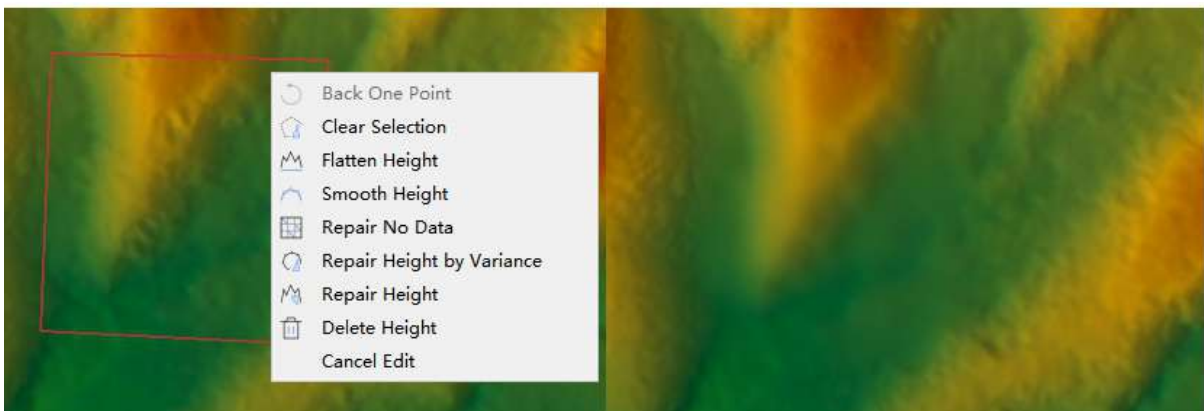 Back One Point
Clear Selection
Flatten Height
Smooth Height
Repair No Data
Repair Height by Variance
Repair Height
Delete Height
Cancel Edit